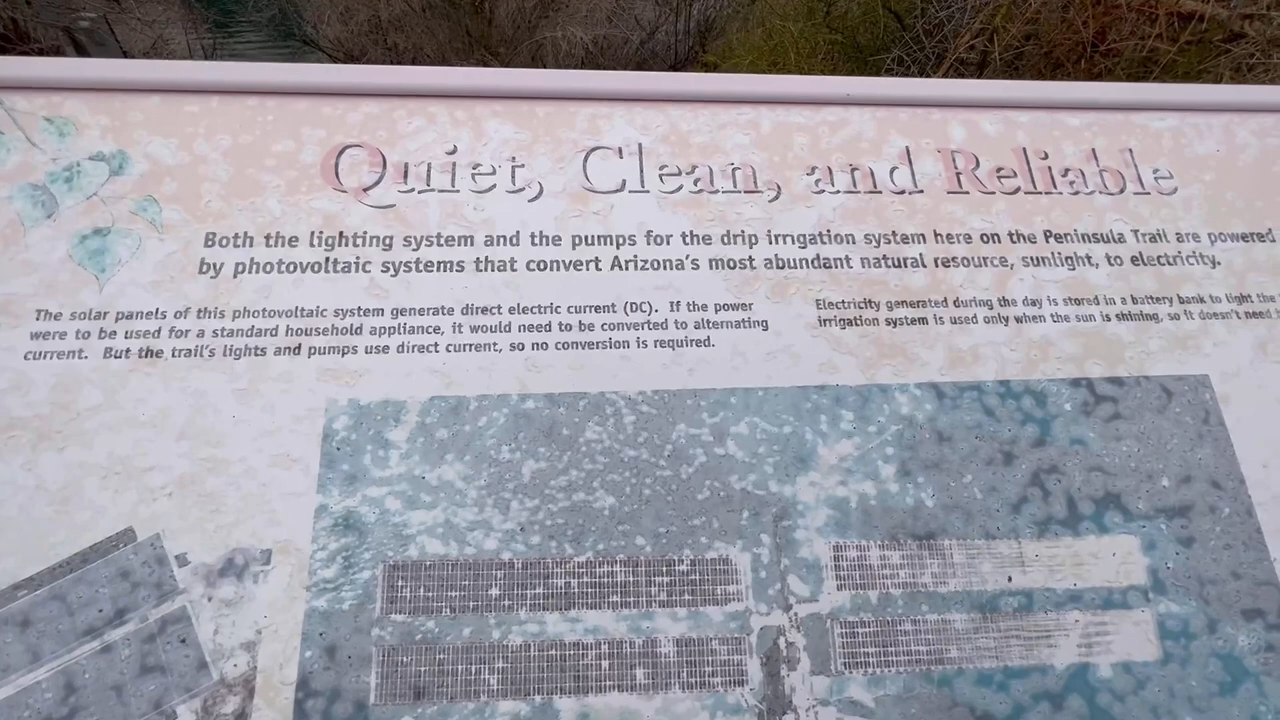 Quiet, Clean, and Reliable
Both the lighting system and the pumps for the drip irrigation system here on the Peninsula Trail are powered
by photovoltaic systems that convert Arizona's most abundant natural resource, sunlight, to electricity.
The solar panels of this photovoltaic system generate direct electric current (DC). If the power
were to be used for a standard household appliance, it would need to be converted to alternating
current. But the trail's lights and pumps use direct current, so no conversion is required.
Electricity generated during the day is stored in a battery bank to light the
irrigation system is used only when the sun is shining, so it doesn't need